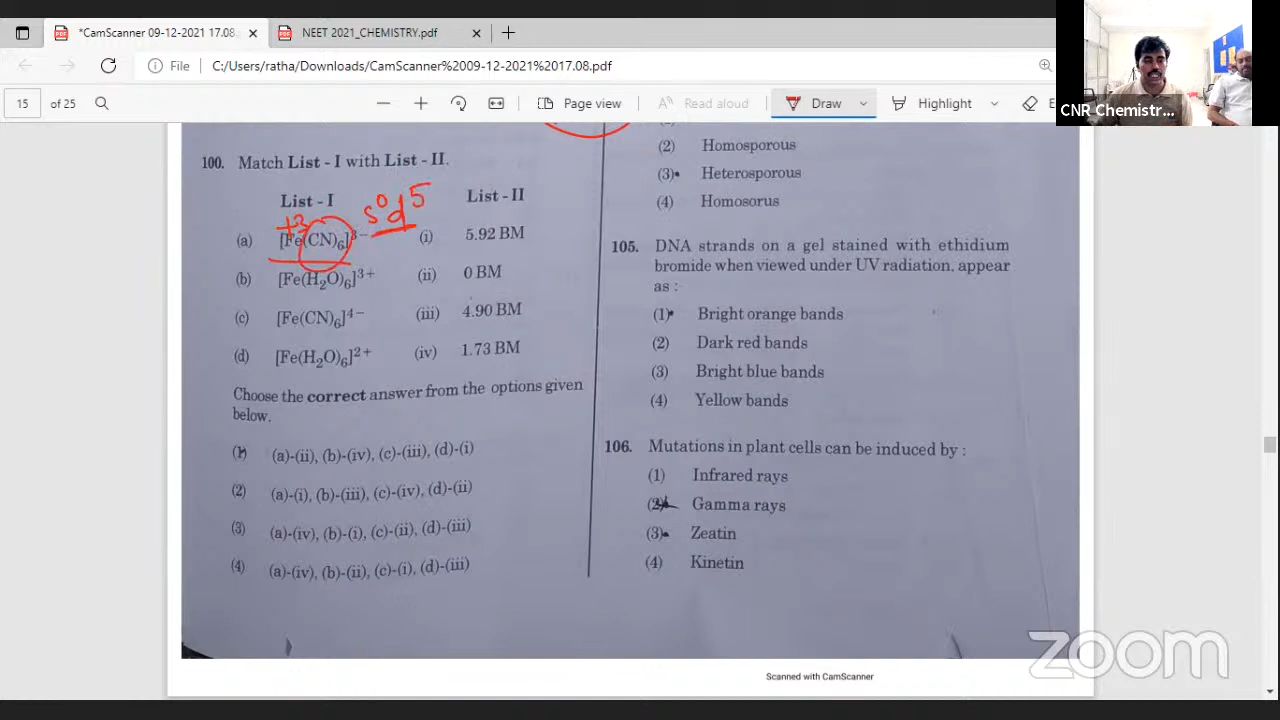 *CamScanner 09-12-2021 17.08.
NEET 2021_CHEMISTRY.pdf
File
C:/Users/ratha/Downloads/CamScanner%2009-12-2021%2017.08.pdf
CNR Chemistr...
15
of 25
Page view
Read aloud
Draw
Highlight
100. Match List - I with List - II.
List - I
List - II
+3
s⁰d⁵
(a) [Fe(CN)₆]³⁻ (i) 5.92 BM
(b) [Fe(H₂O)₆]³⁺ (ii) 0 BM
(c) [Fe(CN)₆]⁴⁻ (iii) 4.90 BM
(d) [Fe(H₂O)₆]²⁺ (iv) 1.73 BM
Choose the correct answer from the options given
below.
(1) (a)-(ii), (b)-(iv), (c)-(iii), (d)-(i)
(2) (a)-(i), (b)-(iii), (c)-(iv), (d)-(ii)
(3) (a)-(iv), (b)-(i), (c)-(ii), (d)-(iii)
(4) (a)-(iv), (b)-(ii), (c)-(i), (d)-(iii)
(2) Homosporous
(3) Heterosporous
(4) Homosorus
105. DNA strands on a gel stained with ethidium
bromide when viewed under UV radiation, appear
as :
(1) Bright orange bands
(2) Dark red bands
(3) Bright blue bands
(4) Yellow bands
106. Mutations in plant cells can be induced by :
(1) Infrared rays
(2) Gamma rays
(3) Zeatin
(4) Kinetin
zoom
Scanned with CamScanner